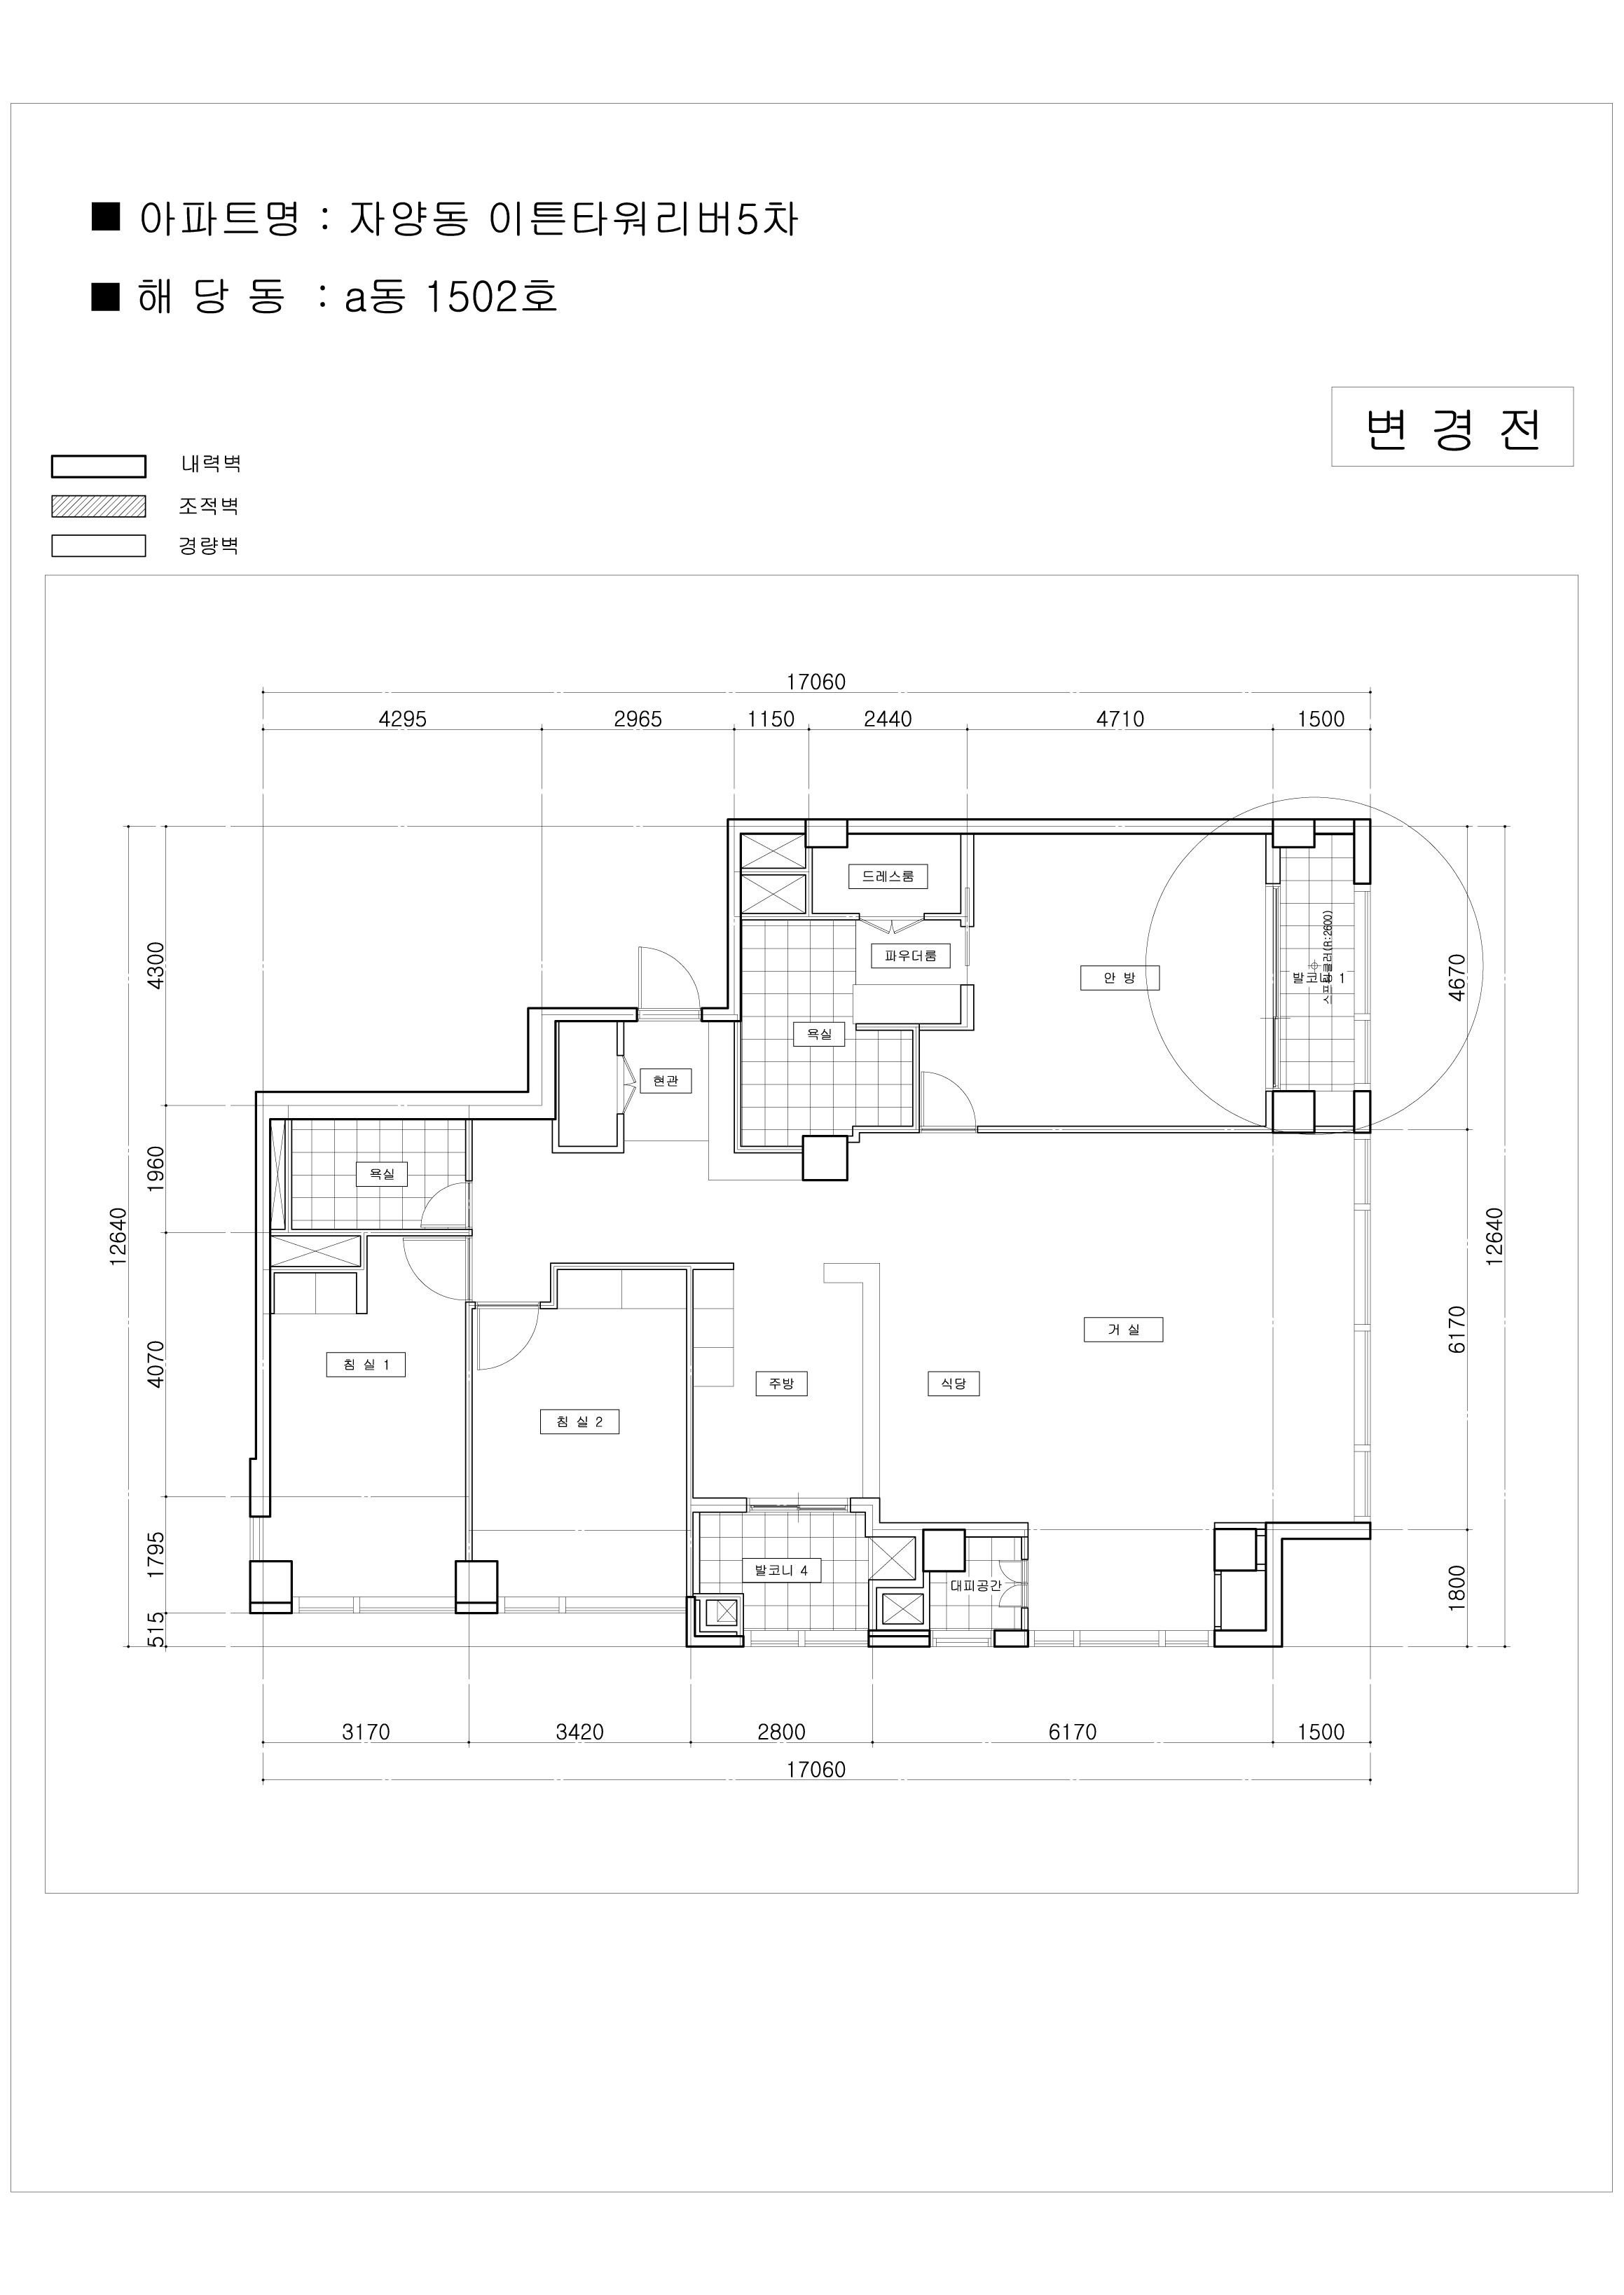 ■ 아파트명 : 자양동 이튼타워리버5차
■ 해 당 동 : a동 1502호
변 경 전
내력벽
조적벽
경량벽
17060
4295 2965 1150 2440 4710 1500
드레스룸
파우더룸
안 방
발코니 1
스프링클러(R:2600)
욕실
현관
욕실
거 실
침 실 1
주방
식당
침 실 2
발코니 4
대피공간
12640
4300
1960
4070
1795
515
4670
6170
1800
12640
3170 3420 2800 6170 1500
17060